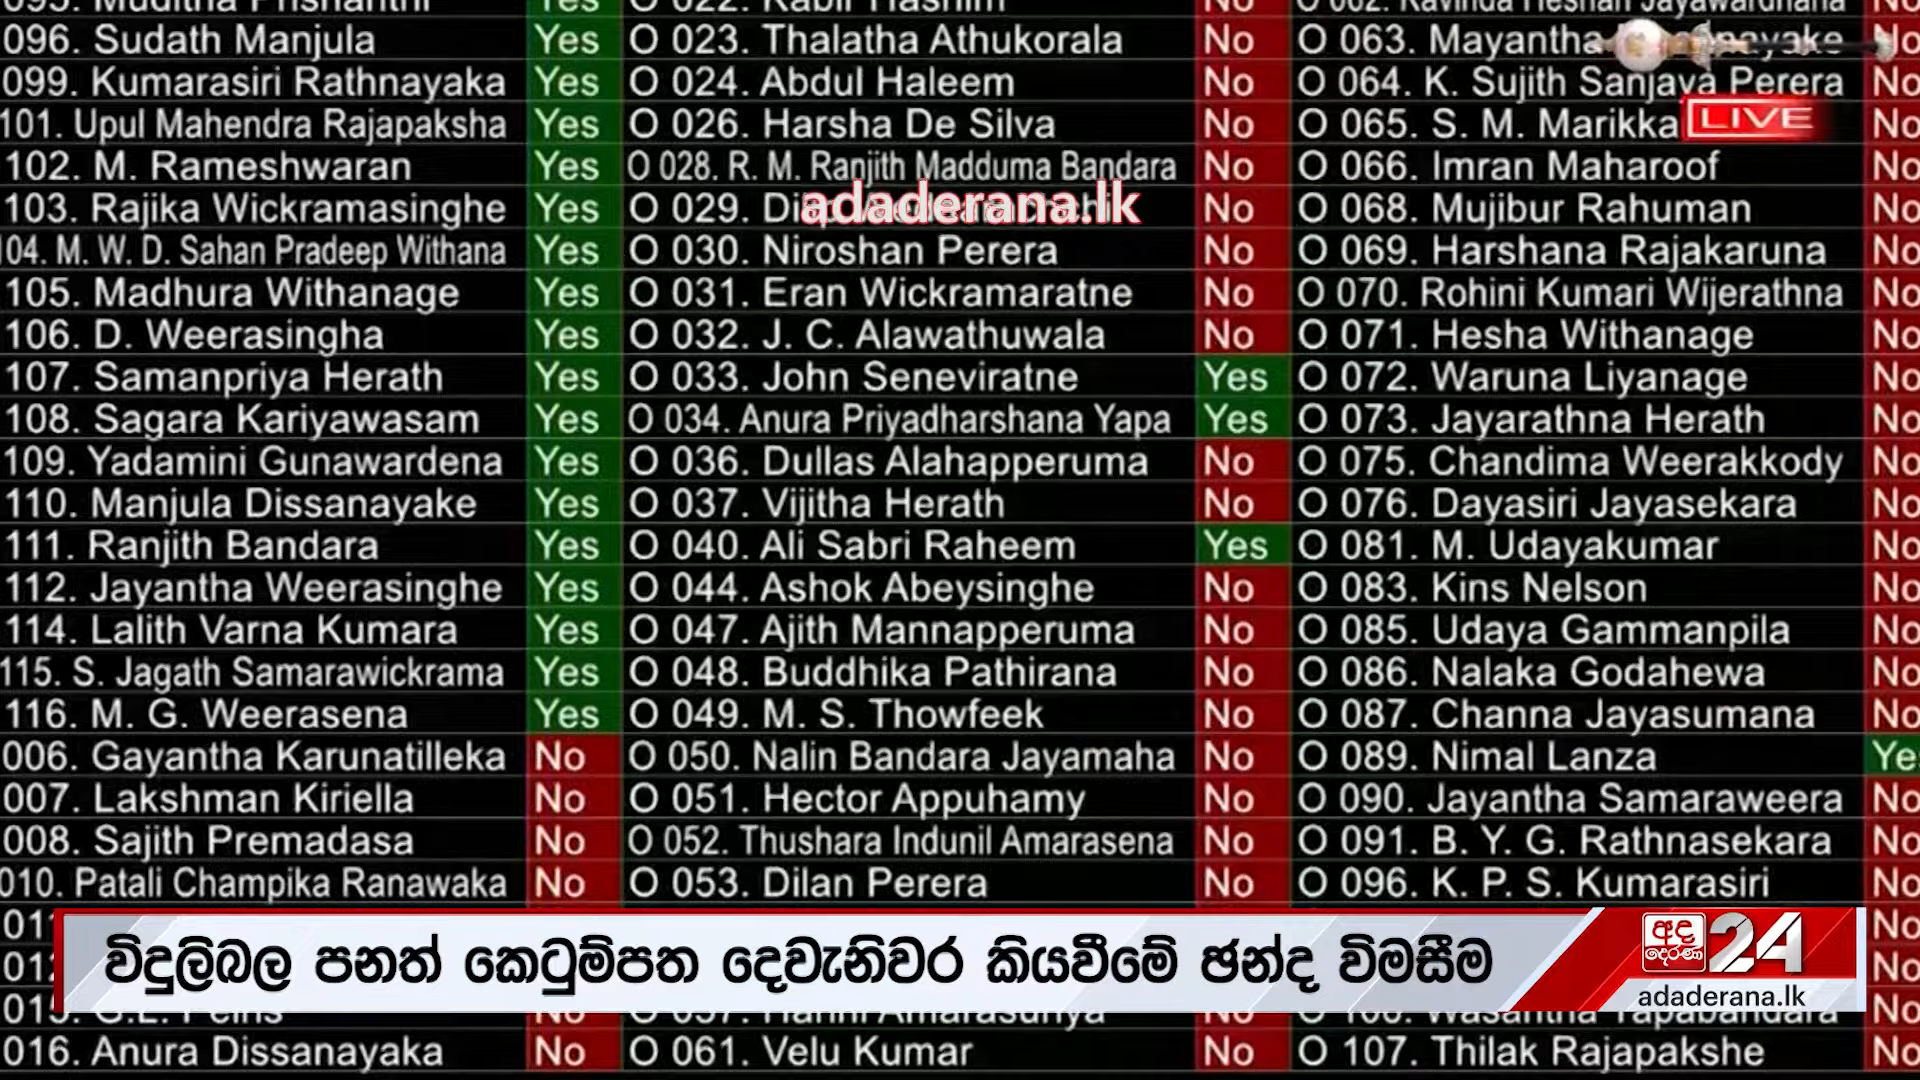 096. Sudath Manjula Yes O 023. Thalatha Athukorala No O 063. Mayantha
099. Kumarasiri Rathnayaka Yes O 024. Abdul Haleem No O 064. K. Sujith Sanjaya Perera No
101. Upul Mahendra Rajapaksha Yes O 026. Harsha De Silva No O 065. S. M. Marikka No
LIVE
102. M. Rameshwaran Yes O 028. R. M. Ranjith Madduma Bandara No O 066. Imran Maharoof No
adaderana.lk
103. Rajika Wickramasinghe Yes O 029. No O 068. Mujibur Rahuman No
104. M. W. D. Sahan Pradeep Withana Yes O 030. Niroshan Perera No O 069. Harshana Rajakaruna No
105. Madhura Withanage Yes O 031. Eran Wickramaratne No O 070. Rohini Kumari Wijerathna No
106. D. Weerasingha Yes O 032. J. C. Alawathuwala No O 071. Hesha Withanage No
107. Samanpriya Herath Yes O 033. John Seneviratne Yes O 072. Waruna Liyanage No
108. Sagara Kariyawasam Yes O 034. Anura Priyadharshana Yapa Yes O 073. Jayarathna Herath No
109. Yadamini Gunawardena Yes O 036. Dullas Alahapperuma No O 075. Chandima Weerakkody No
110. Manjula Dissanayake Yes O 037. Vijitha Herath No O 076. Dayasiri Jayasekara No
111. Ranjith Bandara Yes O 040. Ali Sabri Raheem Yes O 081. M. Udayakumar No
112. Jayantha Weerasinghe Yes O 044. Ashok Abeysinghe No O 083. Kins Nelson No
114. Lalith Varna Kumara Yes O 047. Ajith Mannapperuma No O 085. Udaya Gammanpila No
115. S. Jagath Samarawickrama Yes O 048. Buddhika Pathirana No O 086. Nalaka Godahewa No
116. M. G. Weerasena Yes O 049. M. S. Thowfeek No O 087. Channa Jayasumana No
006. Gayantha Karunatilleka No O 050. Nalin Bandara Jayamaha No O 089. Nimal Lanza Yes
007. Lakshman Kiriella No O 051. Hector Appuhamy No O 090. Jayantha Samaraweera No
008. Sajith Premadasa No O 052. Thushara Indunil Amarasena No O 091. B. Y. G. Rathnasekara No
010. Patali Champika Ranawaka No O 053. Dilan Perera No O 096. K. P. S. Kumarasiri No
විදුලිබල පනත් කෙටුම්පත දෙවැනිවර කියවීමේ ඡන්ද විමසීම
අද දෙරණ 24
adaderana.lk
016. Anura Dissanayaka No O 061. Velu Kumar No O 107. Thilak Rajapakshe No